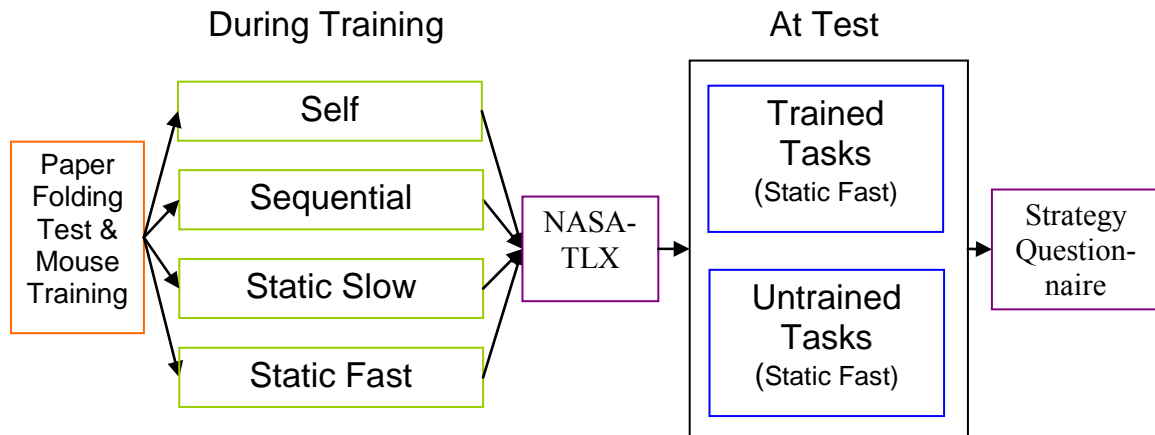 During Training
At Test
Paper
Folding
Test &
Mouse
Training
Self
Sequential
Static Slow
Static Fast
NASA-
TLX
Trained
Tasks
(Static Fast)
Untrained
Tasks
(Static Fast)
Strategy
Question-
naire